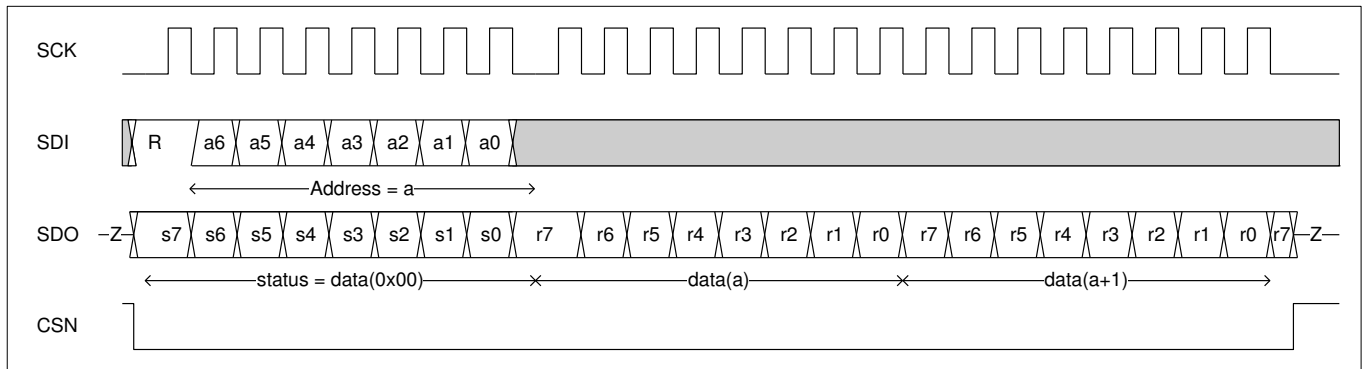 SCK
SDI R a6 a5 a4 a3 a2 a1 a0
Address = a
SDO Z s7 s6 s5 s4 s3 s2 s1 s0 r7 r6 r5 r4 r3 r2 r1 r0 r7 r6 r5 r4 r3 r2 r1 r0 r7 Z
status = data(0x00) data(a) data(a+1)
CSN